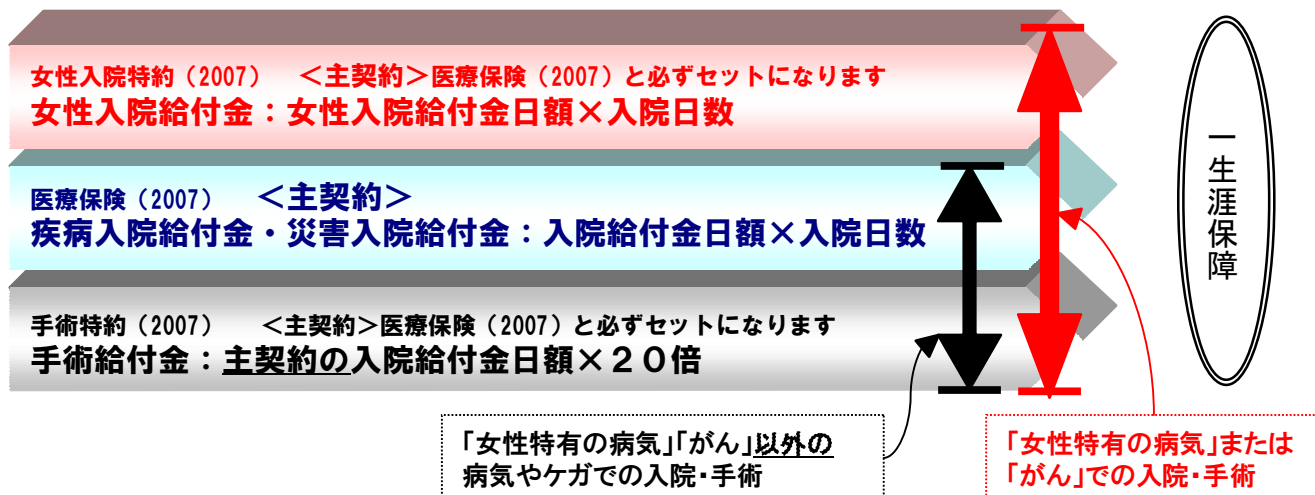 女性入院特約（2007）　＜主契約＞医療保険（2007）と必ずセットになります
女性入院給付金：女性入院給付金日額×入院日数
医療保険（2007）　＜主契約＞
疾病入院給付金・災害入院給付金：入院給付金日額×入院日数
手術特約（2007）　＜主契約＞医療保険（2007）と必ずセットになります
手術給付金：主契約の入院給付金日額×２０倍
一生涯保障
「女性特有の病気」「がん」以外の
病気やケガでの入院・手術
「女性特有の病気」または
「がん」での入院・手術